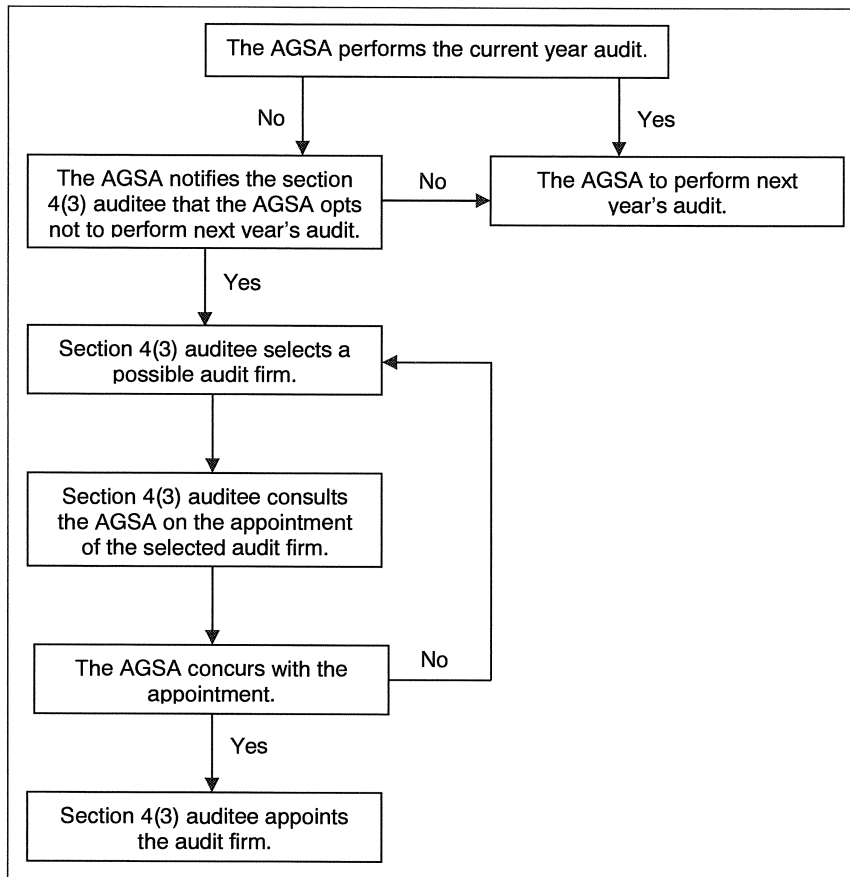 The AGSA performs the current year audit.
No
Yes
The AGSA notifies the section
4(3) auditee that the AGSA opts
not to perform next year's audit.
No
The AGSA to perform next
year's audit.
Yes
Section 4(3) auditee selects a
possible audit firm.
Section 4(3) auditee consults
the AGSA on the appointment
of the selected audit firm.
The AGSA concurs with the
appointment.
No
Yes
Section 4(3) auditee appoints
the audit firm.